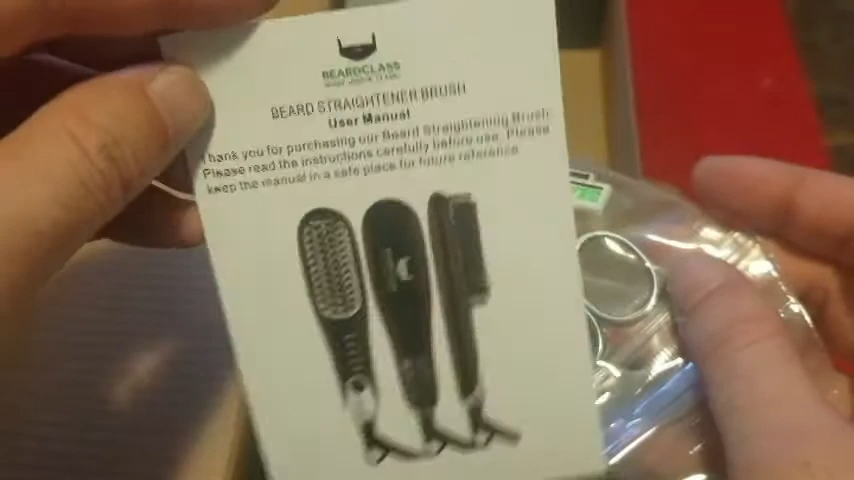 BEARDCLASS
BEARD STRAIGHTENER BRUSH
User Manual
Thank you for purchasing our Beard Straightening Brush
Please read the instructions carefully before use. Please
keep the manual in a safe place for future reference.